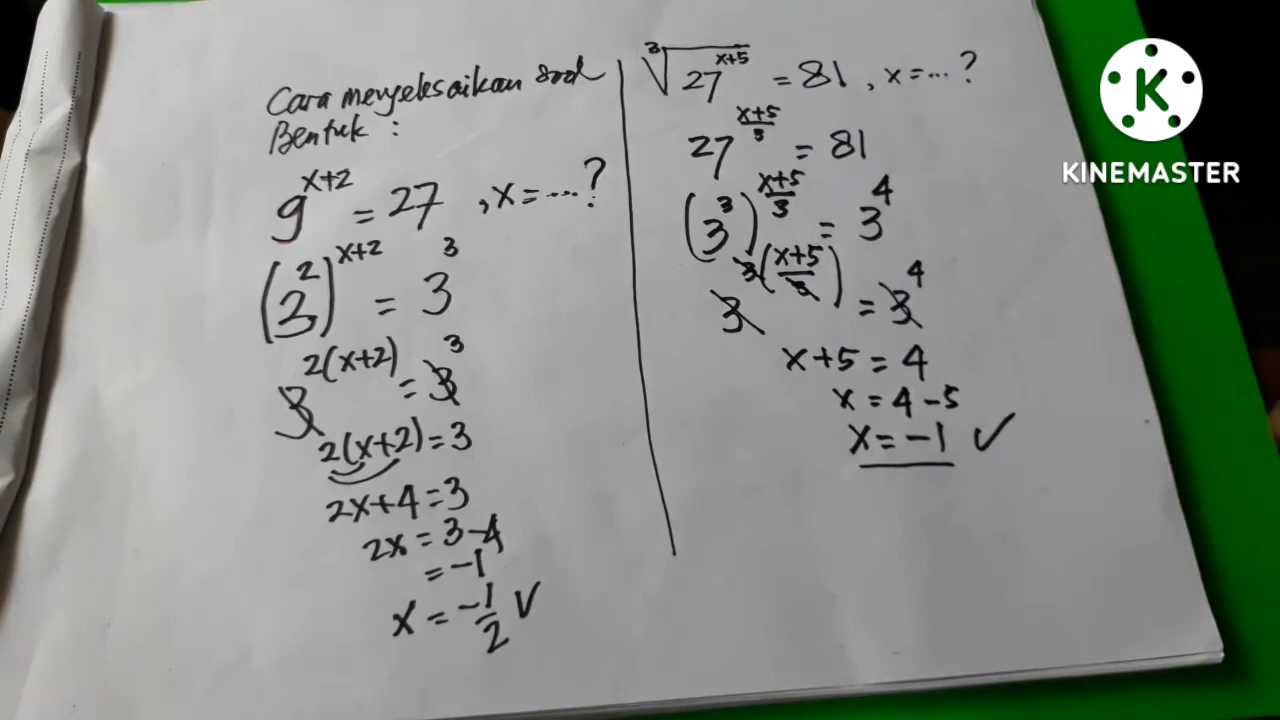 Cara menyelesaikan soal
Bentuk :
9^{x+2} = 27 , x = ... ?
(3^2)^{x+2} = 3^3
3^{2(x+2)} = 3^3
2(x+2) = 3
2x+4 = 3
2x = 3-4
= -1
x = -1/2 ✓
∛(27^{x+5}) = 81 , x = ... ?
27^{(x+5)/3} = 81
(3^3)^{(x+5)/3} = 3^4
3^{3((x+5)/3)} = 3^4
x+5 = 4
x = 4-5
x = -1 ✓
K
KINEMASTER